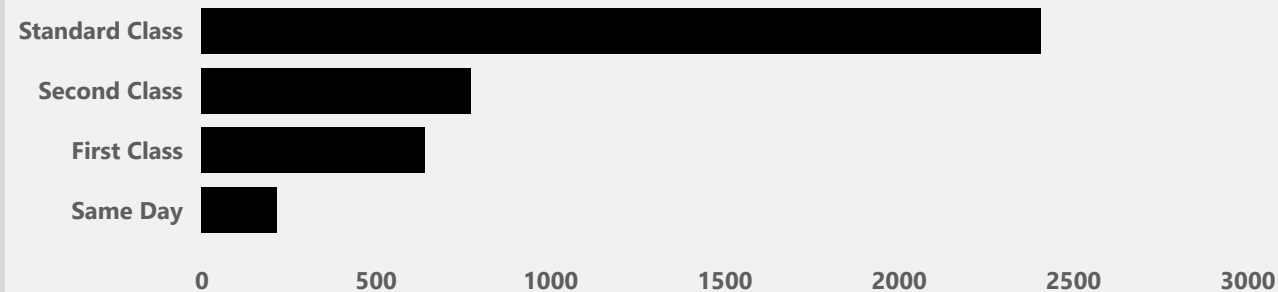 Standard Class
Second Class
First Class
Same Day
0 500 1000 1500 2000 2500 3000